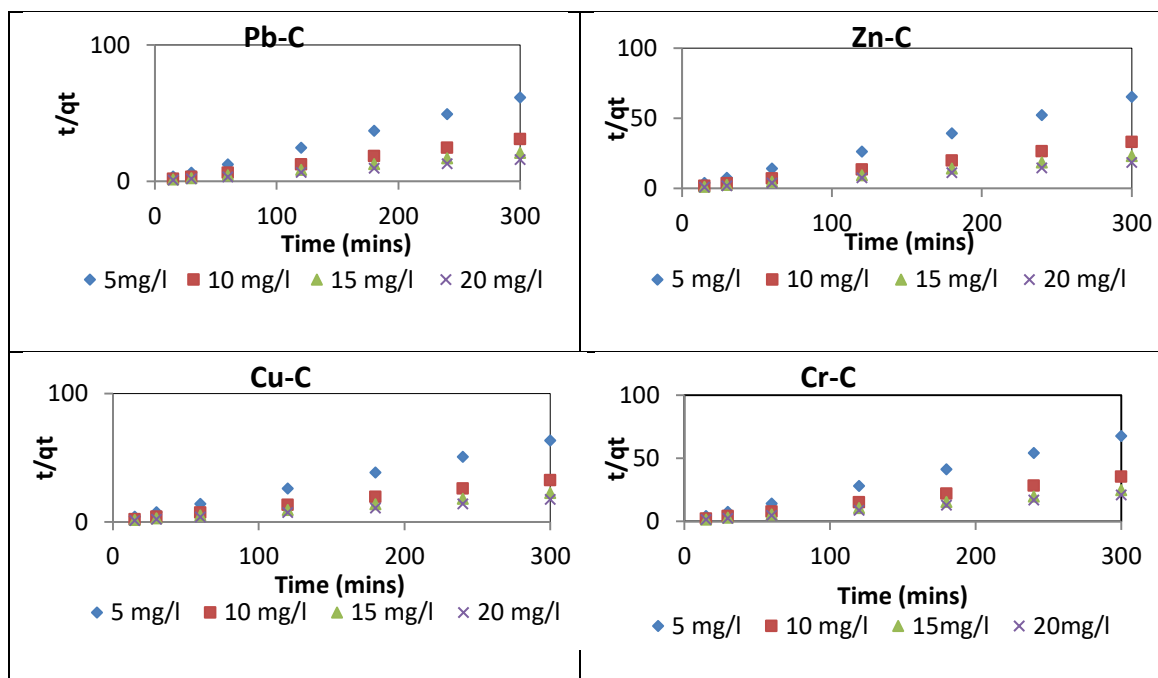 Pb-C
100
0
t/qt
0 100 200 300
Time (mins)
5mg/l 10 mg/l 15 mg/l 20 mg/l
Zn-C
100
50
0
t/qt
0 100 200 300
Time (mins)
5 mg/l 10 mg/l 15 mg/l 20 mg/l
Cu-C
100
0
t/qt
0 100 200 300
Time (mins)
5 mg/l 10 mg/l 15 mg/l 20 mg/l
Cr-C
100
50
0
t/qt
0 100 200 300
Time (mins)
5 mg/l 10 mg/l 15mg/l 20mg/l